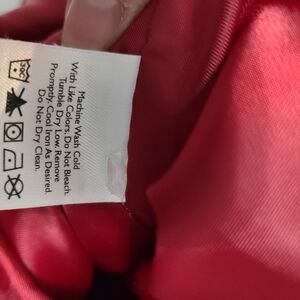 Machine Wash Cold
With Like Colors. Do Not Bleach.
Tumble Dry Low. Remove
Promptly. Cool Iron As Desired.
Do Not Dry Clean.